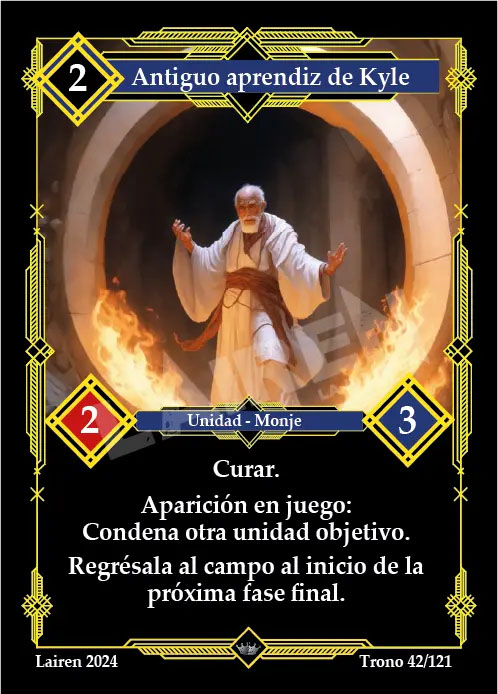 2
Antiguo aprendiz de Kyle
2
Unidad - Monje
3
Curar.
Aparición en juego:
Condena otra unidad objetivo.
Regrésala al campo al inicio de la
próxima fase final.
Lairen 2024
Trono 42/121